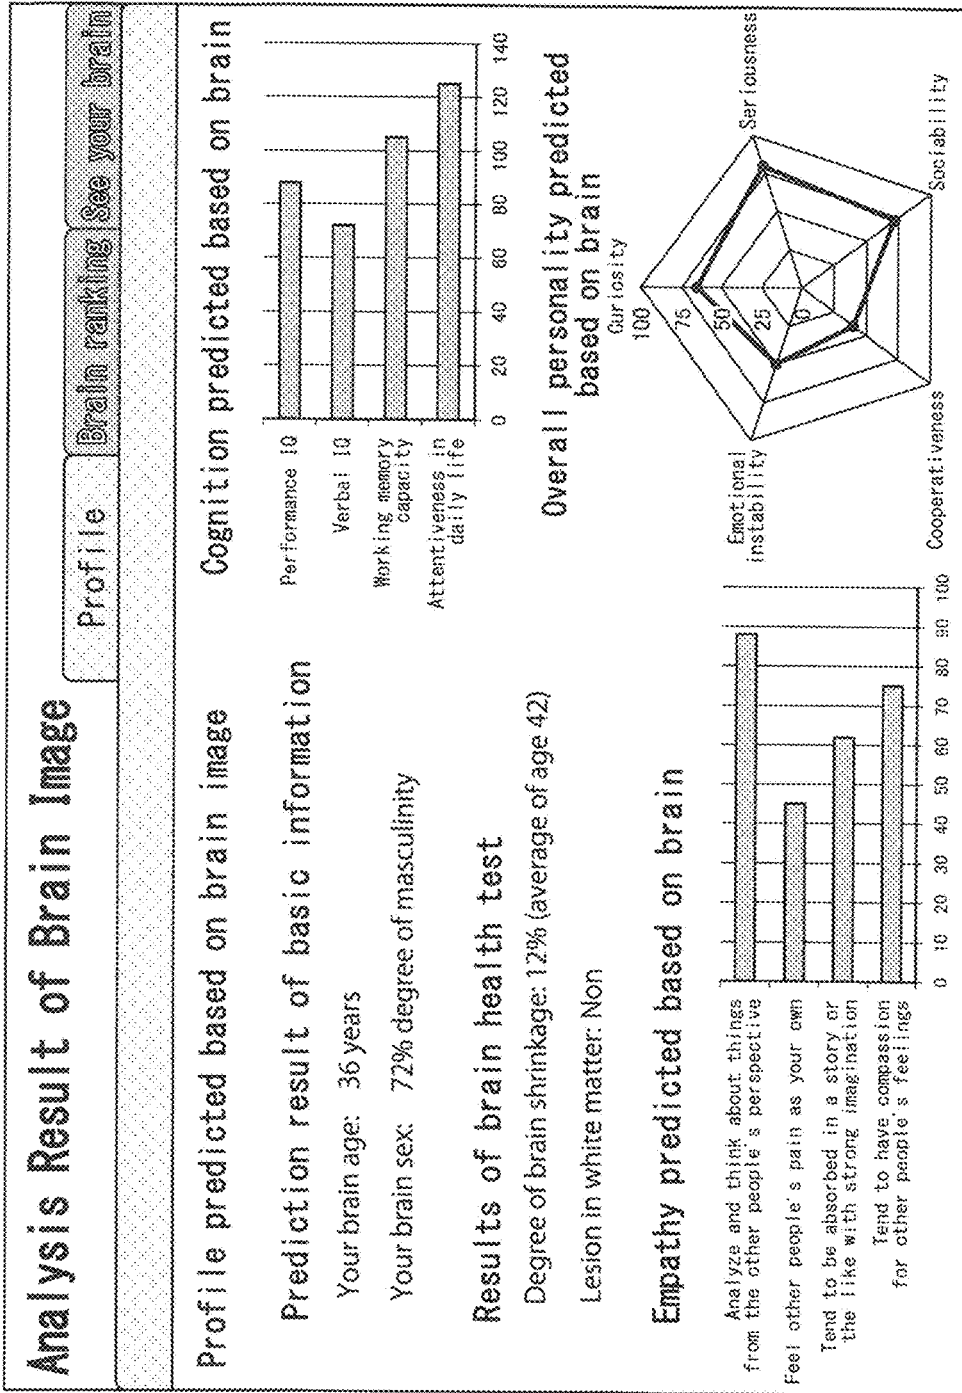 Analysis Result of Brain Image
Profile
Brain ranking
See your brain
Profile predicted based on brain image
Prediction result of basic information
Your brain age: 36 years
Your brain sex: 72% degree of masculinity
Results of brain health test
Degree of brain shrinkage: 12% (average of age 42)
Lesion in white matter: Non
Empathy predicted based on brain
Analyze and think about things
from the other people's perspective
Feel other people's pain as your own
Tend to be absorbed in a story or
the like with strong imagination
Tend to have compassion
for other people's feelings
0 10 20 30 40 50 60 70 80 90 100
Cognition predicted based on brain
Performance IQ
Verbal IQ
Working memory
capacity
Attentiveness in
daily life
0 20 40 60 80 100 120 140
Overall personality predicted
based on brain
Curiosity
100
75
50
25
0
Seriousness
Sociability
Cooperativeness
Emotional
instability